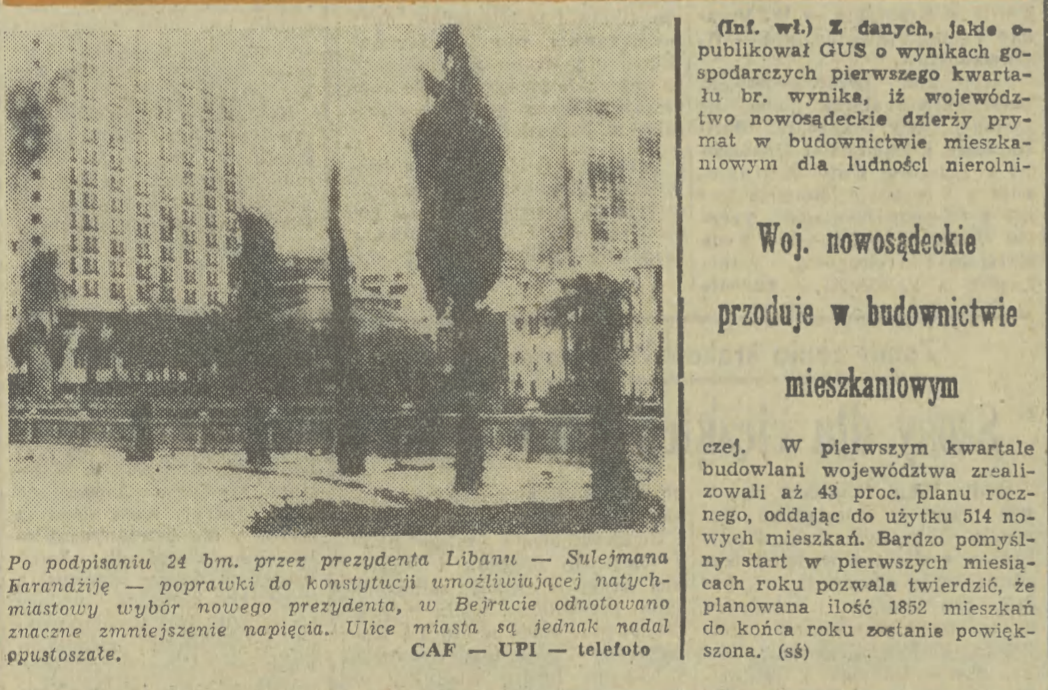 Po podpisaniu 24 bm. przez prezydenta Libanu — Sulejmana
Karandżiję — poprawki do konstytucji umożliwiającej natych-
miastowy wybór nowego prezydenta, w Bejrucie odnotowano
znaczne zmniejszenie napięcia. Ulice miasta są jednak nadal
opustoszałe.
CAF — UPI — telefoto
(Inf. wł.) Z danych, jakie o-
publikował GUS o wynikach go-
spodarczych pierwszego kwarta-
łu br. wynika, iż wojewódz-
two nowosądeckie dzierży pry-
mat w budownictwie mieszka-
niowym dla ludności nierolni-
Woj. nowosądeckie
przoduje w budownictwie
mieszkaniowym
czej. W pierwszym kwartale
budowlani województwa zreali-
zowali aż 43 proc. planu rocz-
nego, oddając do użytku 514 no-
wych mieszkań. Bardzo pomyśl-
ny start w pierwszych miesią-
cach roku pozwala twierdzić, że
planowana ilość 1852 mieszkań
do końca roku zostanie powięk-
szona. (sś)